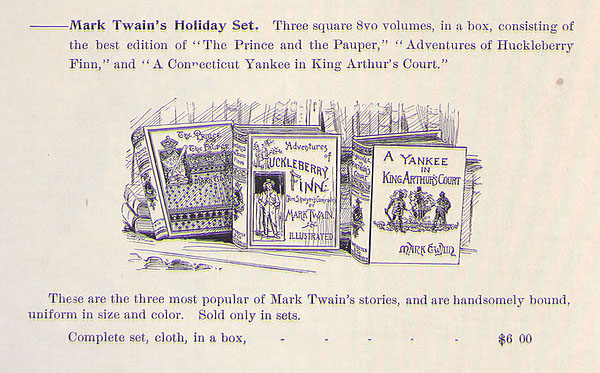 ——Mark Twain's Holiday Set. Three square 8vo volumes, in a box, consisting of
the best edition of "The Prince and the Pauper," "Adventures of Huckleberry
Finn," and "A Connecticut Yankee in King Arthur's Court."
The Prince
and
The Pauper
Mark Twain
Adventures of
Huckleberry
Finn
(Tom Sawyer's Comrade)
BY
Mark Twain
Illustrated
A Yankee
in
King Arthur's Court
Mark Twain
These are the three most popular of Mark Twain's stories, and are handsomely bound,
uniform in size and color. Sold only in sets.
Complete set, cloth, in a box, - - - - - $6 00